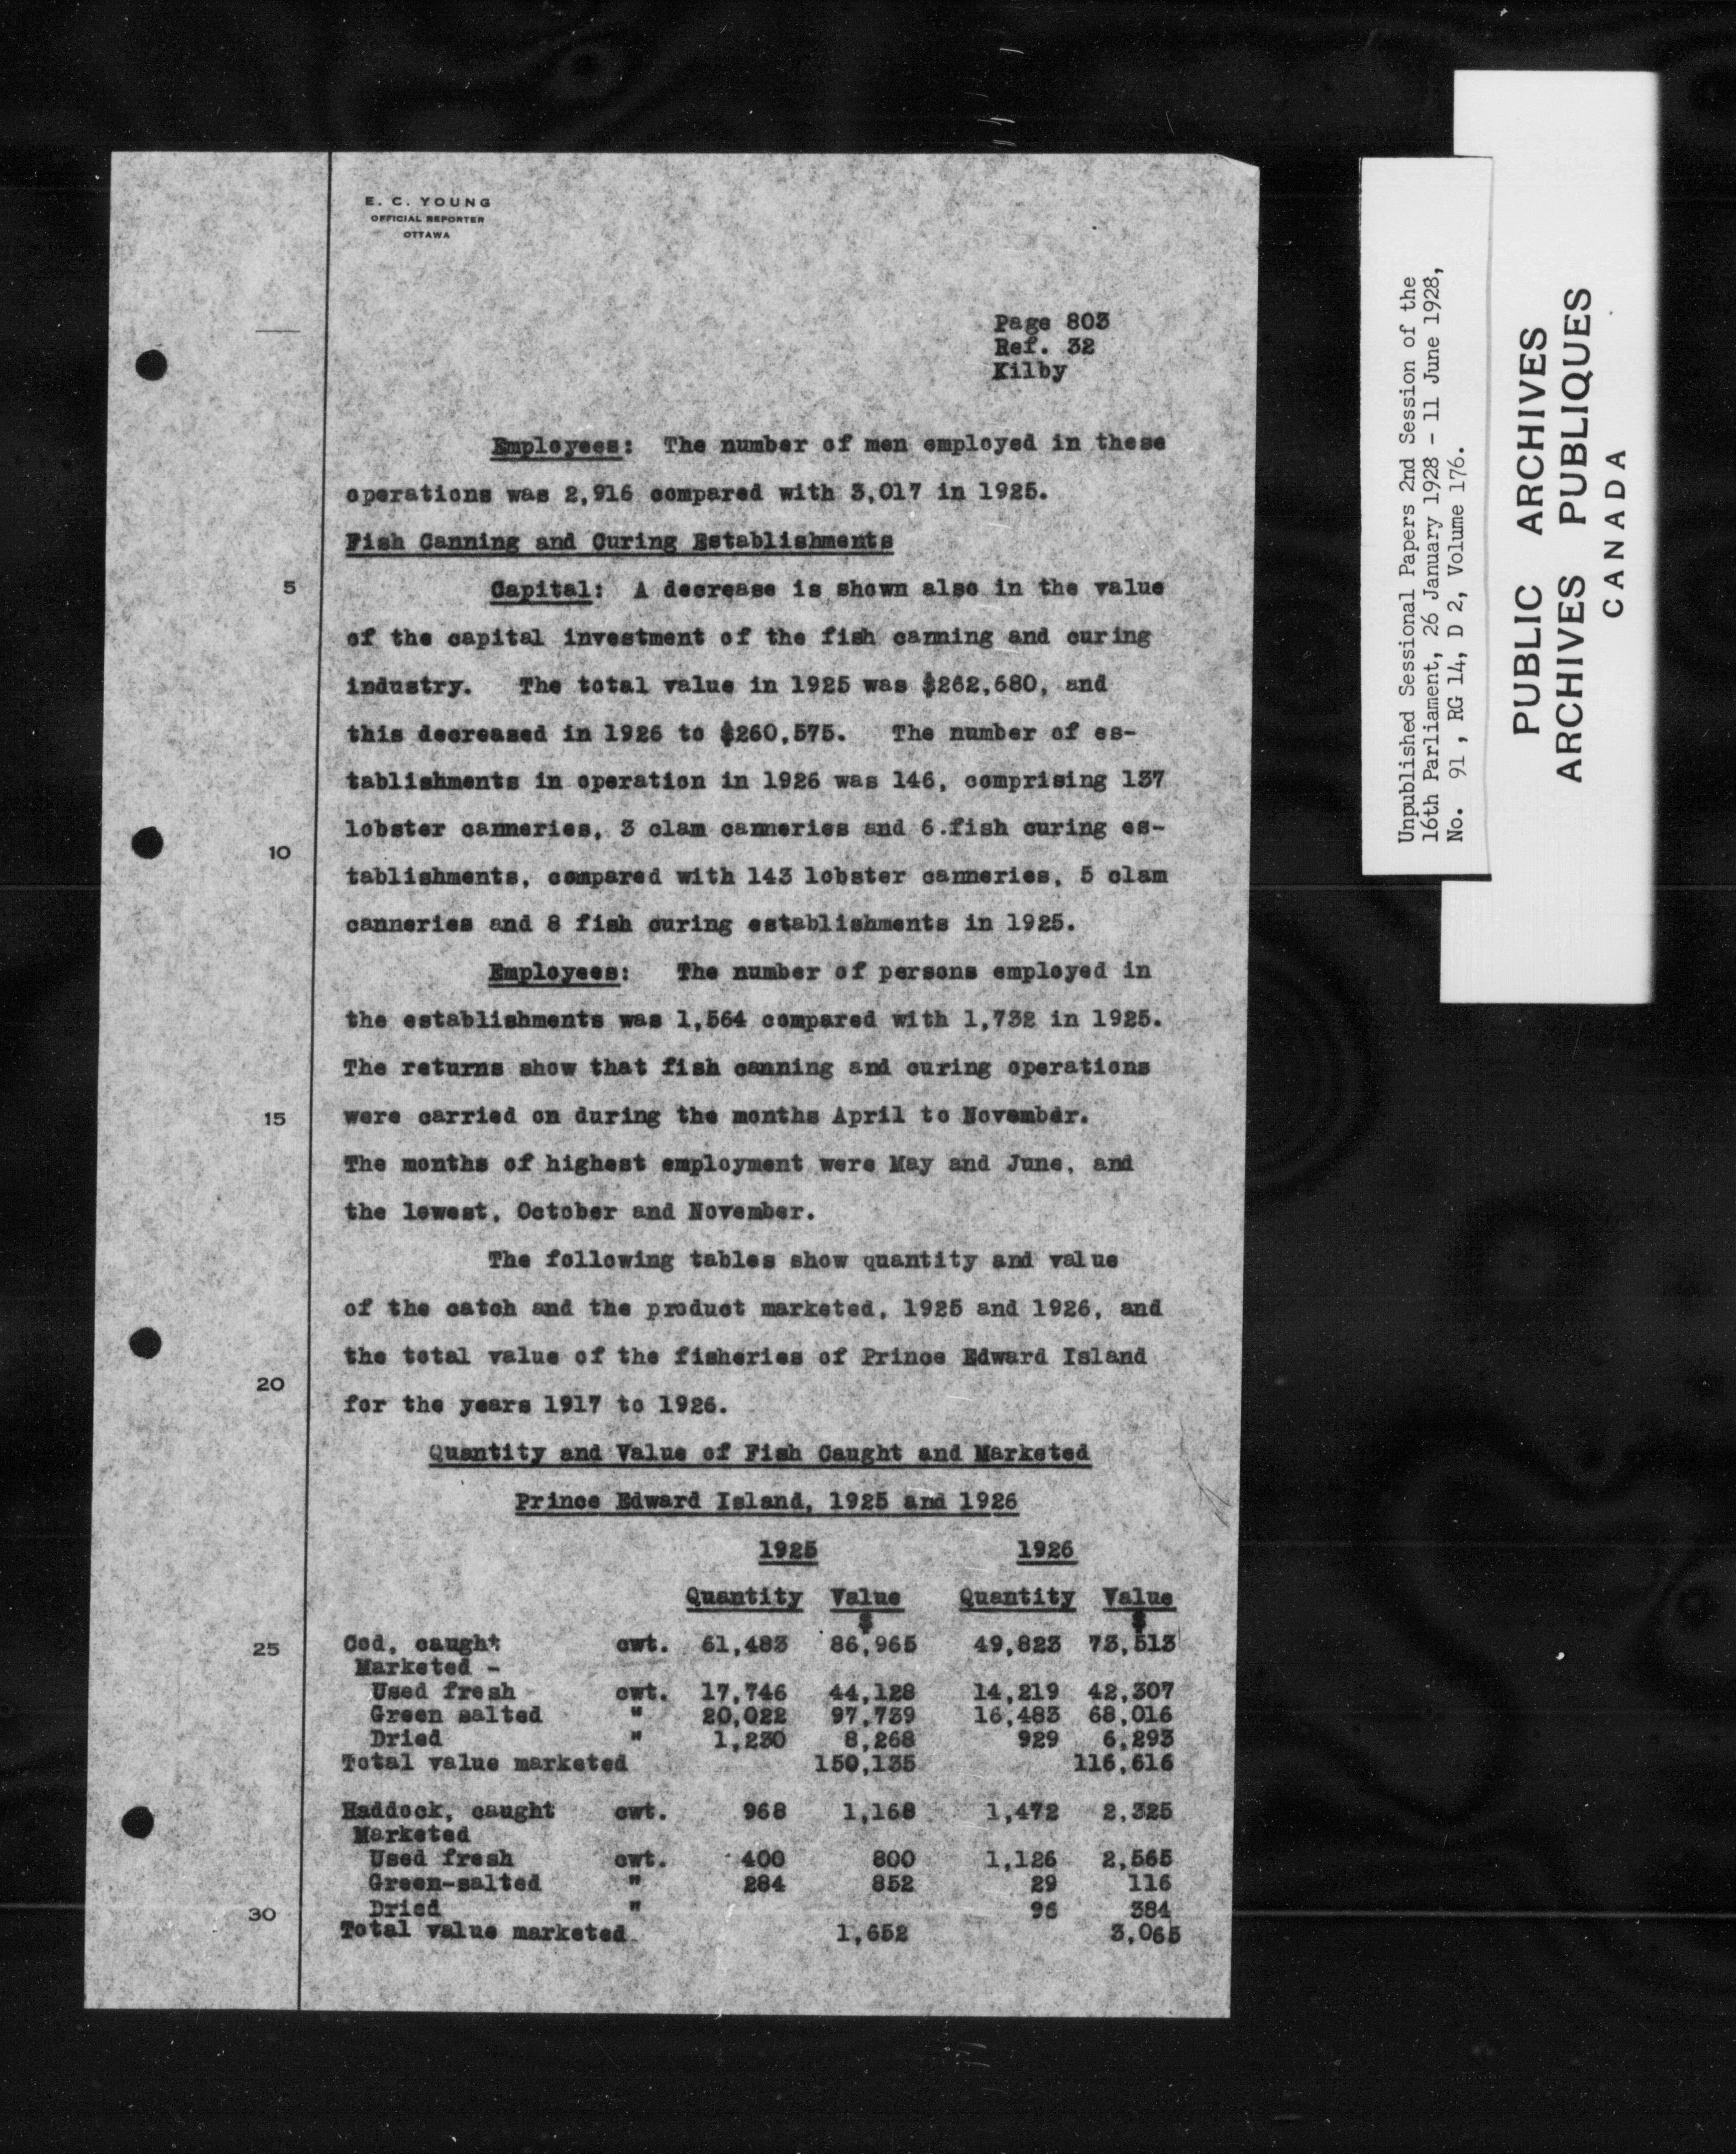 E. C. YOUNG
OFFICIAL REPORTER
OTTAWA
Page 803
Ref. 32
Kilby
Employees: The number of men employed in these
operations was 2,916 compared with 3,017 in 1925.
Fish Canning and Curing Establishments
5 Capital: A decrease is shown also in the value
of the capital investment of the fish canning and curing
industry. The total value in 1925 was $262,680, and
this decreased in 1926 to $260,575. The number of es-
tablishments in operation in 1926 was 146, comprising 137
lobster canneries, 3 clam canneries and 6 fish curing es-
10
tablishments, compared with 143 lobster canneries, 5 clam
canneries and 8 fish curing establishments in 1925.
Employees: The number of persons employed in
the establishments was 1,564 compared with 1,732 in 1925.
The returns show that fish canning and curing operations
15 were carried on during the months April to November.
The months of highest employment were May and June, and
the lowest, October and November.
The following tables show quantity and value
of the catch and the product marketed, 1925 and 1926, and
the total value of the fisheries of Prince Edward Island
20
for the years 1917 to 1926.
Quantity and Value of Fish Caught and Marketed
Prince Edward Island, 1925 and 1926
1925 1926
Quantity Value Quantity Value
$ $
25 Cod, caught cwt. 61,483 86,965 49,823 73,513
Marketed -
Used fresh cwt. 17,746 44,128 14,219 42,307
Green salted " 20,022 97,739 16,483 68,016
Dried " 1,230 8,268 929 6,293
Total value marketed 150,135 116,616
Haddock, caught cwt. 968 1,168 1,472 2,325
Marketed
Used fresh cwt. 400 800 1,126 2,565
Green-salted " 284 852 29 116
30 Dried " 96 384
Total value marketed 1,652 3,065
Unpublished Sessional Papers 2nd Session of the
16th Parliament, 26 January 1928 - 11 June 1928,
No. 91 , RG 14, D 2, Volume 176.
PUBLIC ARCHIVES
ARCHIVES PUBLIQUES
CANADA